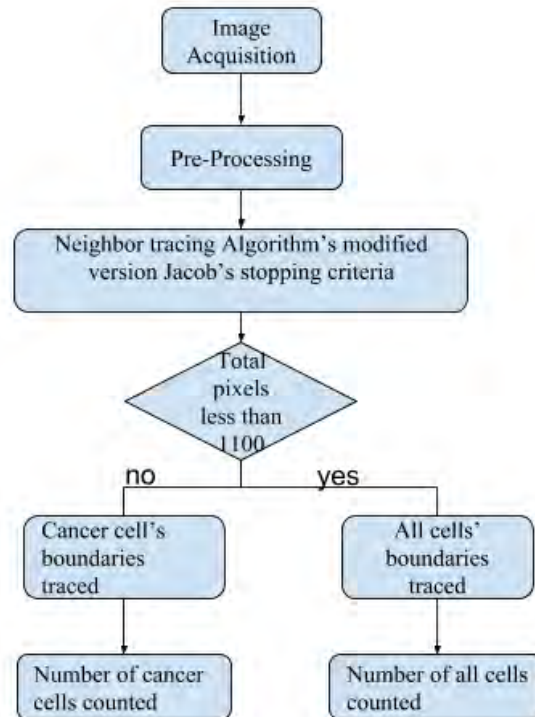 Image
Acquisition
Pre-Processing
Neighbor tracing Algorithm's modified
version Jacob's stopping criteria
Total
pixels
less than
1100
no
yes
Cancer cell's
boundaries
traced
All cells'
boundaries
traced
Number of cancer
cells counted
Number of all cells
counted